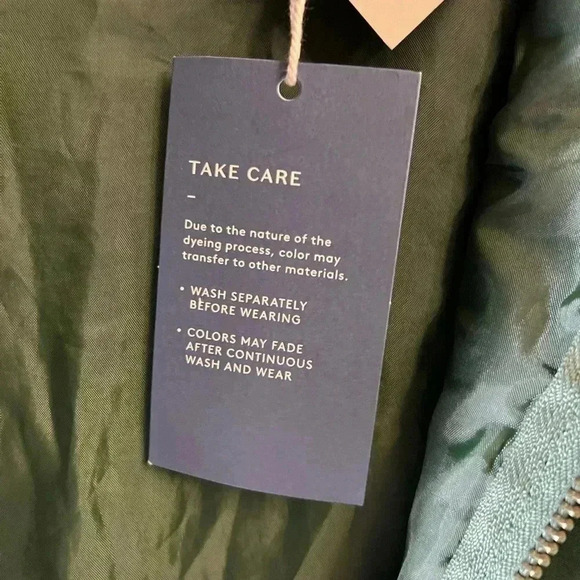 TAKE CARE
–
Due to the nature of the
dyeing process, color may
transfer to other materials.
• WASH SEPARATELY
BEFORE WEARING
• COLORS MAY FADE
AFTER CONTINUOUS
WASH AND WEAR